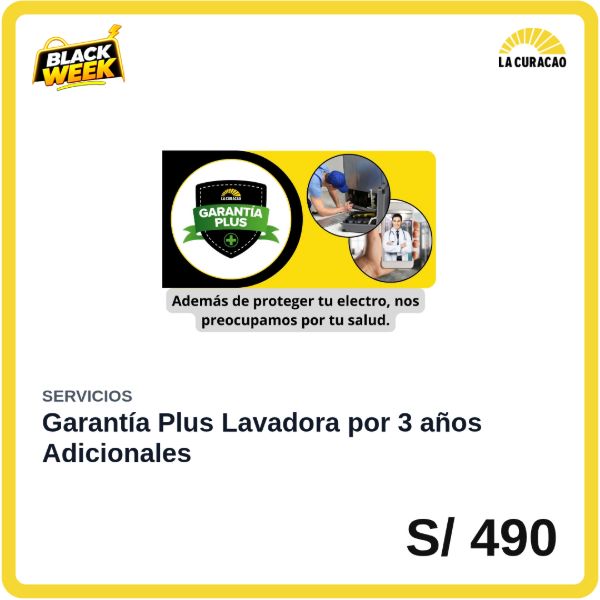 BLACK
WEEK
LA CURACAO
LA CURACAO
GARANTÍA
PLUS
Además de proteger tu electro, nos
preocupamos por tu salud.
SERVICIOS
Garantía Plus Lavadora por 3 años
Adicionales
S/ 490